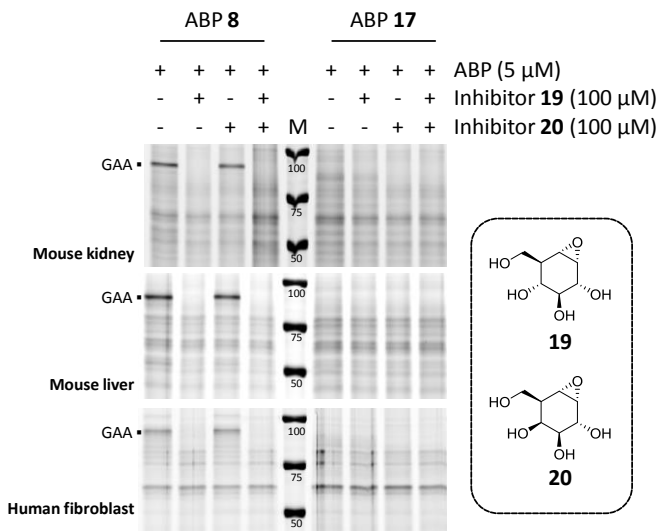 ABP 8 ABP 17
+ + + + + + + + ABP (5 µM)
- + - + - + - + Inhibitor 19 (100 µM)
- - + + M - - + + Inhibitor 20 (100 µM)
GAA
100
75
50
Mouse kidney
GAA
100
75
50
Mouse liver
GAA
100
75
50
Human fibroblast
O
HO
HO OH
OH
19
O
HO
HO OH
OH
20